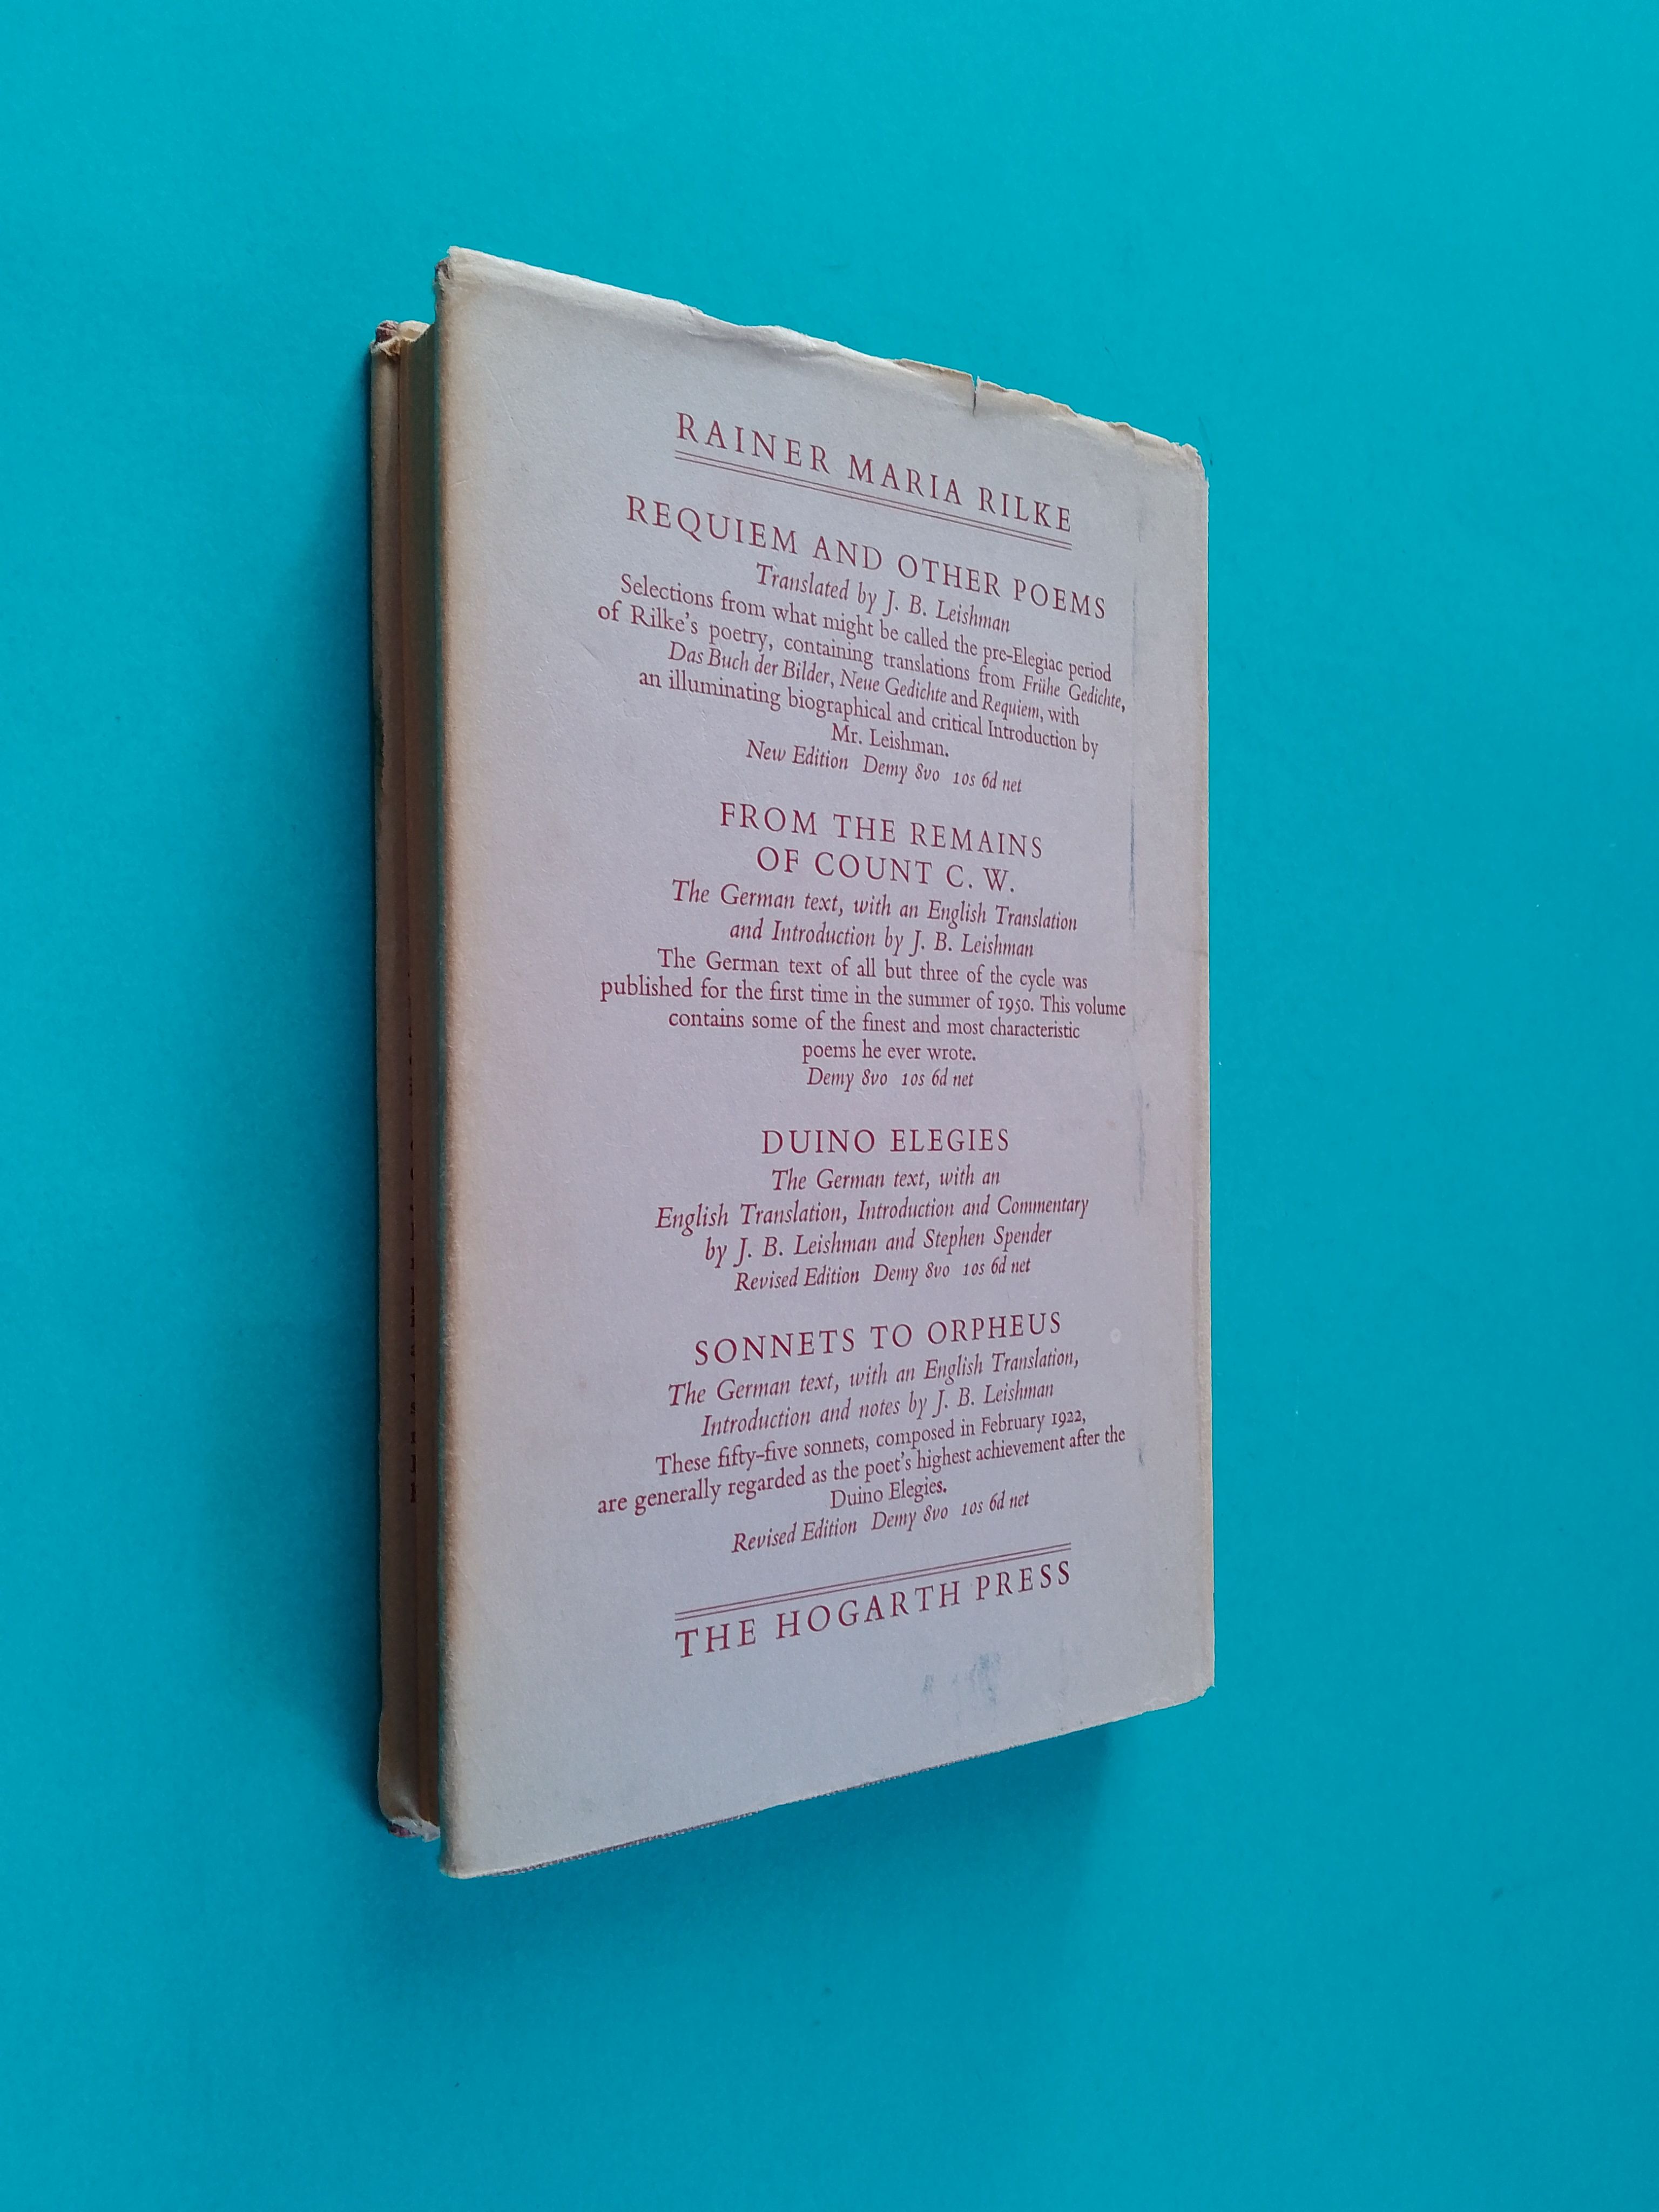 RAINER MARIA RILKE
REQUIEM AND OTHER POEMS
Translated by J. B. Leishman
Selections from what might be called the pre-Elegiac period
of Rilke's poetry, containing translations from Frühe Gedichte,
Das Buch der Bilder, Neue Gedichte and Requiem, with
an illuminating biographical and critical Introduction by
Mr. Leishman.
New Edition Demy 8vo 10s 6d net
FROM THE REMAINS
OF COUNT C. W.
The German text, with an English Translation
and Introduction by J. B. Leishman
The German text of all but three of the cycle was
published for the first time in the summer of 1950. This volume
contains some of the finest and most characteristic
poems he ever wrote.
Demy 8vo 10s 6d net
DUINO ELEGIES
The German text, with an
English Translation, Introduction and Commentary
by J. B. Leishman and Stephen Spender
Revised Edition Demy 8vo 10s 6d net
SONNETS TO ORPHEUS
The German text, with an English Translation,
Introduction and notes by J. B. Leishman
These fifty-five sonnets, composed in February 1922,
are generally regarded as the poet's highest achievement after the
Duino Elegies.
Revised Edition Demy 8vo 10s 6d net
THE HOGARTH PRESS